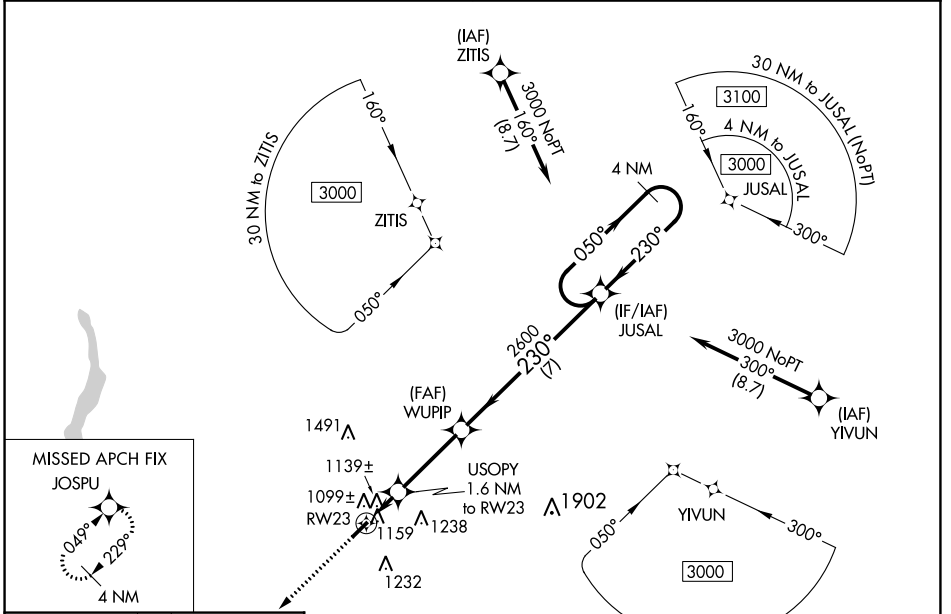 (IAF)
ZITIS
3000 NoPT
160°
(8.7)
30 NM to ZITIS
160°
3000
ZITIS
050°
30 NM to JUSAL (NoPT)
3100
160°
4 NM to JUSAL
3000
JUSAL
300°
4 NM
050°
230°
(IF/IAF)
JUSAL
2600
230°
(7)
3000 NoPT
300°
(8.7)
(IAF)
YIVUN
(FAF)
WUPIP
1491
1139±
1099±
RW23
1159
1238
1232
USOPY
1.6 NM
to RW23
1902
YIVUN
050°
300°
3000
MISSED APCH FIX
JOSPU
049°
229°
4 NM